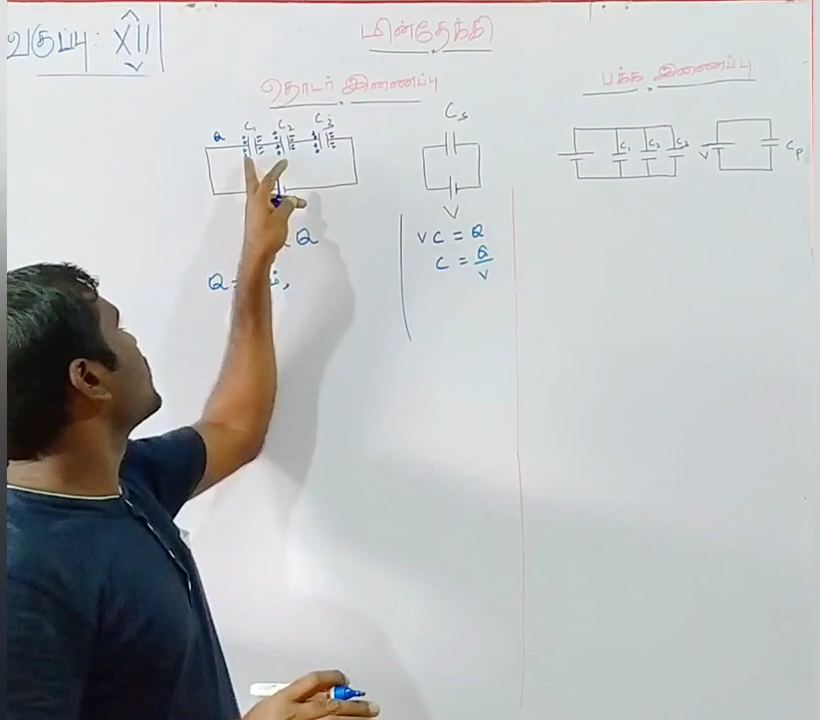 வகுப்பு: XII
மின்தேக்கி
தொடர் இணைப்பு
பக்க இணைப்பு
Q C₁ C₂ C₃
Cₛ
V
C₁ C₂ C₃
V Cₚ
Q
Q =
VC = Q
C = Q/V